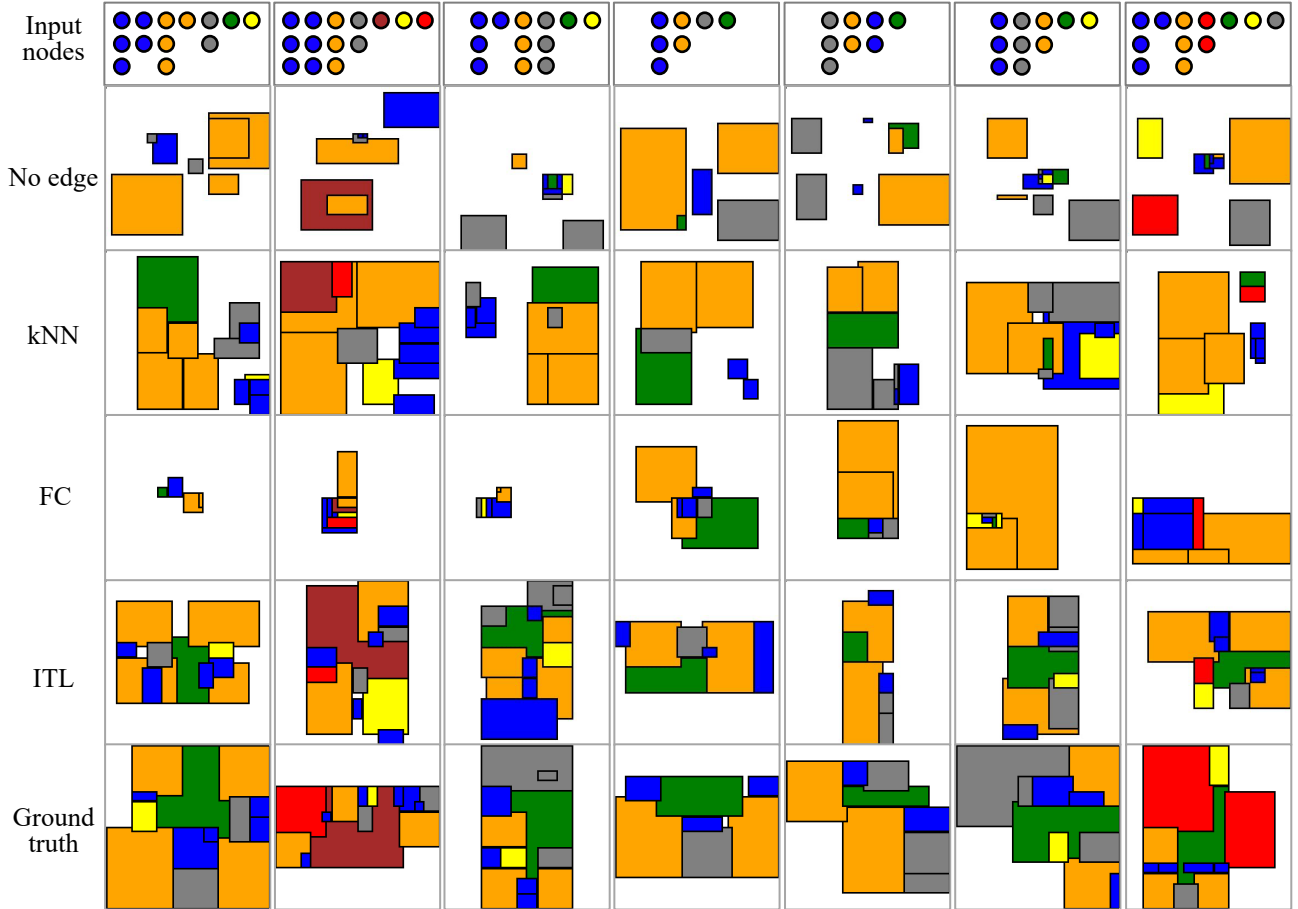 Input
nodes
No edge
kNN
FC
ITL
Ground
truth